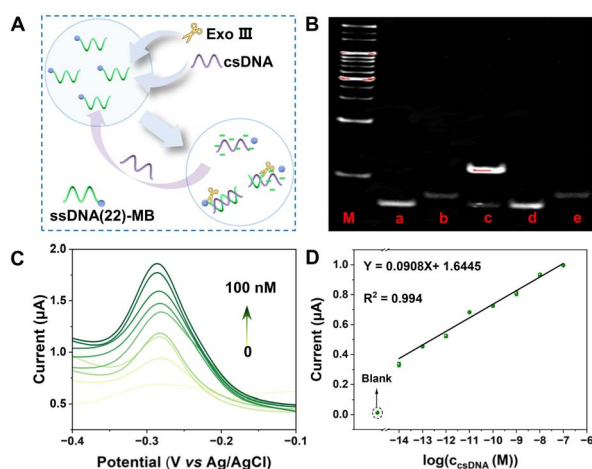 A
Exo Ⅲ
csDNA
ssDNA(22)-MB
B
M a b c d e
C
2.0
1.5
1.0
0.5
0.0
Current (μA)
100 nM
0
−0.4 −0.3 −0.2 −0.1
Potential (V vs Ag/AgCl)
D
1.0
0.8
0.6
0.4
0.2
0.0
Current (μA)
Y = 0.0908X+ 1.6445
R² = 0.994
Blank
-14 -13 -12 -11 -10 -9 -8 -7 -6
log(c_csDNA (M))